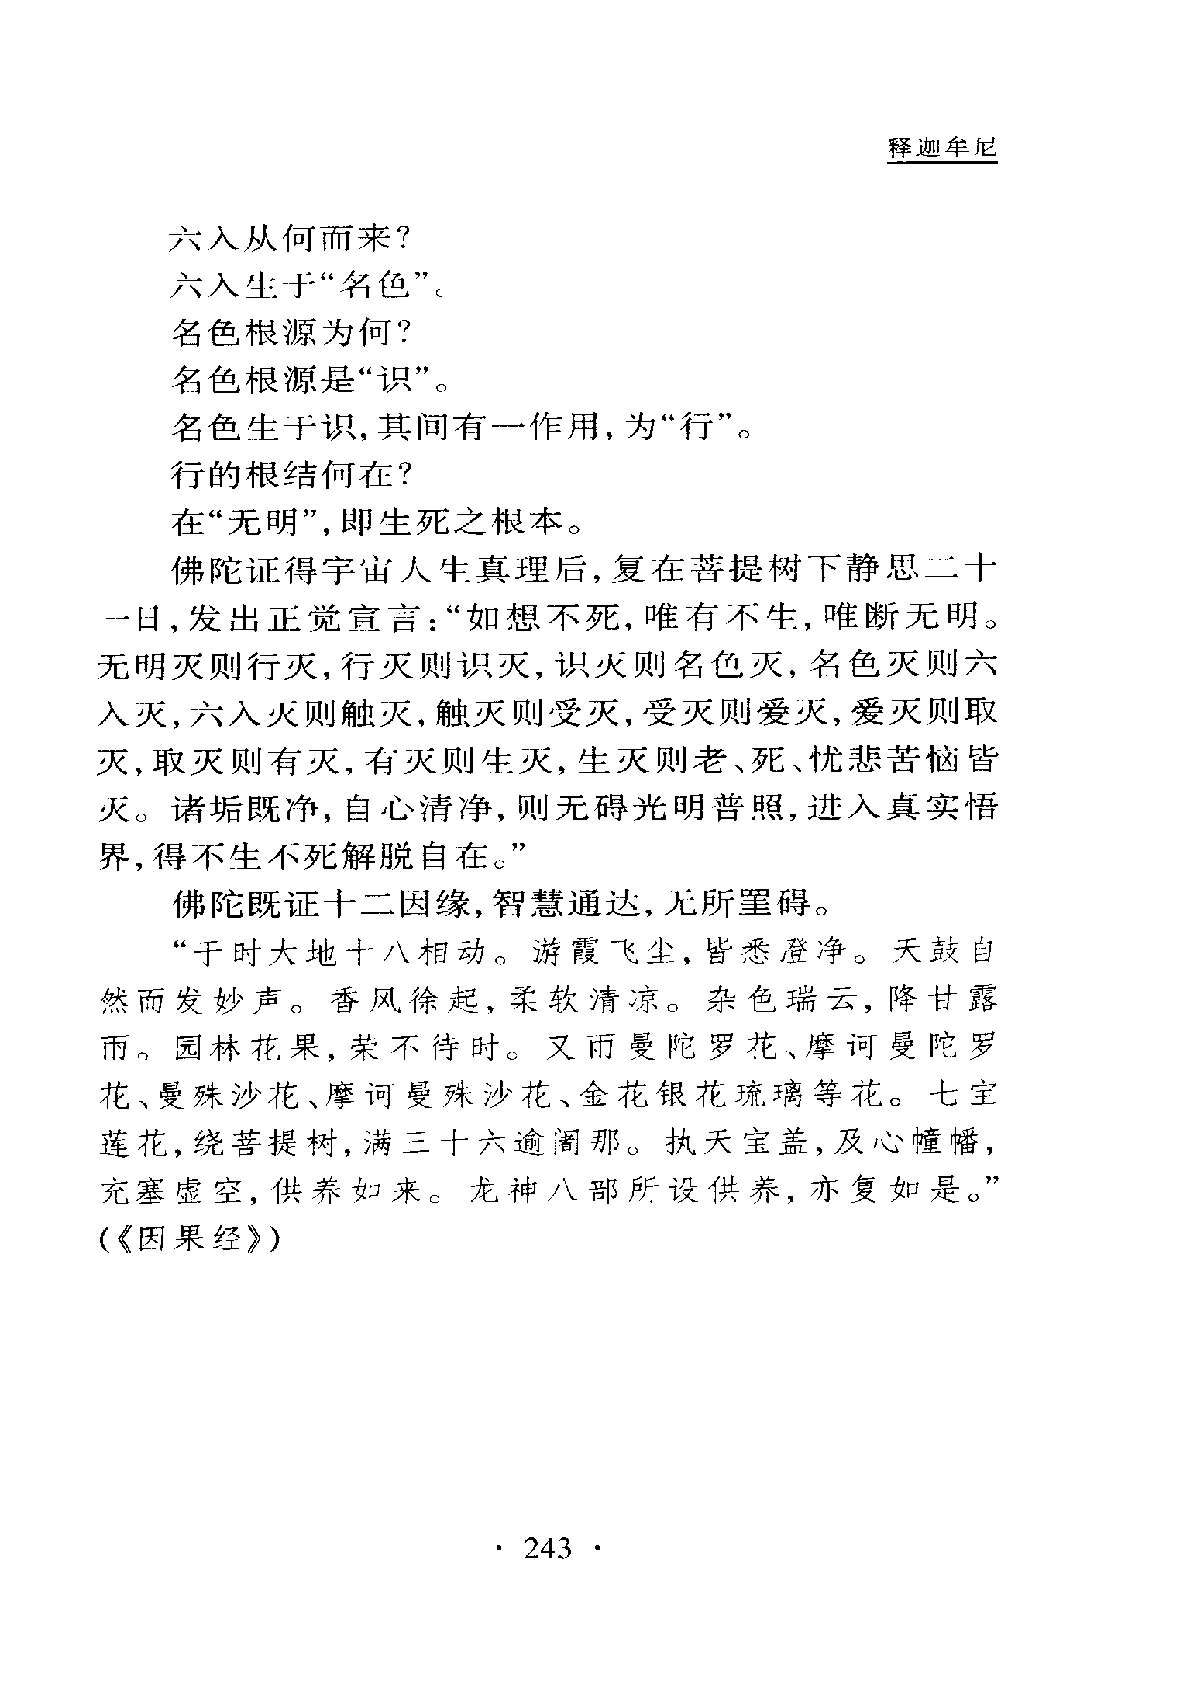 释迦牟尼
六入从何而来?
六入生于“名色”。
名色根源为何?
名色根源是“识”。
名色生于识,其间有一作用,为“行”。
行的根结何在?
在“无明”,即生死之根本。
佛陀证得宇宙人生真理后,复在菩提树下静思二十
一日,发出正觉宣言:“如想不死,唯有不生,唯断无明。
无明灭则行灭,行灭则识灭,识灭则名色灭,名色灭则六
入灭,六入灭则触灭,触灭则受灭,受灭则爱灭,爱灭则取
灭,取灭则有灭,有灭则生灭,生灭则老、死、忧悲苦恼皆
灭。诸垢既净,自心清净,则无碍光明普照,进入真实悟
界,得不生不死解脱自在。”
佛陀既证十二因缘,智慧通达,无所罣碍。
“于时大地十八相动。游霞飞尘,皆悉澄净。天鼓自
然而发妙声。香风徐起,柔软清凉。杂色瑞云,降甘露
雨。园林花果,荣不待时。又雨曼陀罗花、摩诃曼陀罗
花、曼殊沙花、摩诃曼殊沙花、金花银花琉璃等花。七宝
莲花,绕菩提树,满三十六逾阇那。执天宝盖,及心幢幡,
充塞虚空,供养如来。龙神八部所设供养,亦复如是。”
(《因果经》)
· 243 ·